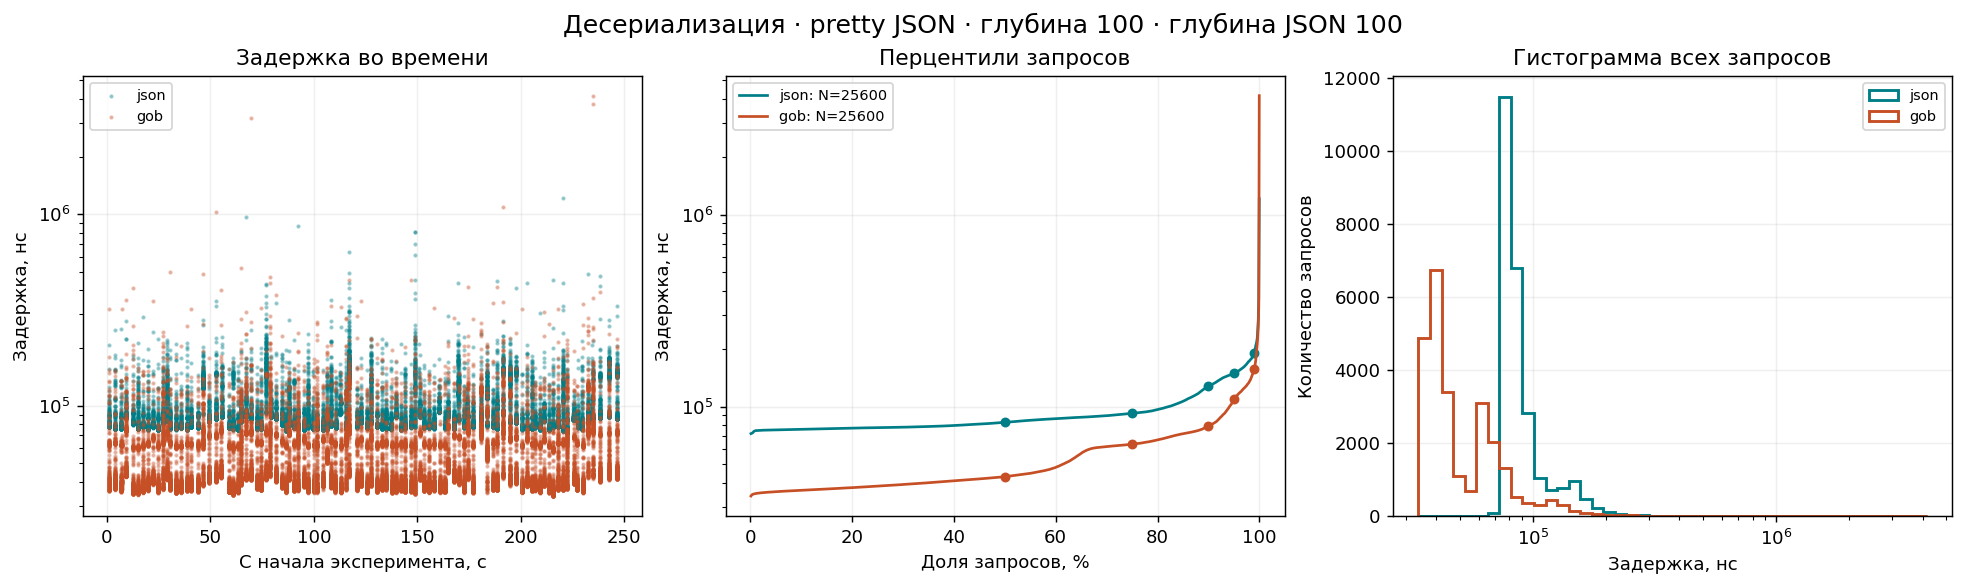 Десериализация · pretty JSON · глубина 100 · глубина JSON 100
Задержка во времени
json
gob
10⁶
10⁵
Задержка, нс
0
50
100
150
200
250
С начала эксперимента, с
Перцентили запросов
json: N=25600
gob: N=25600
10⁶
10⁵
Задержка, нс
0
20
40
60
80
100
Доля запросов, %
Гистограмма всех запросов
json
gob
12000
10000
8000
6000
4000
2000
0
Количество запросов
10⁵
10⁶
Задержка, нс